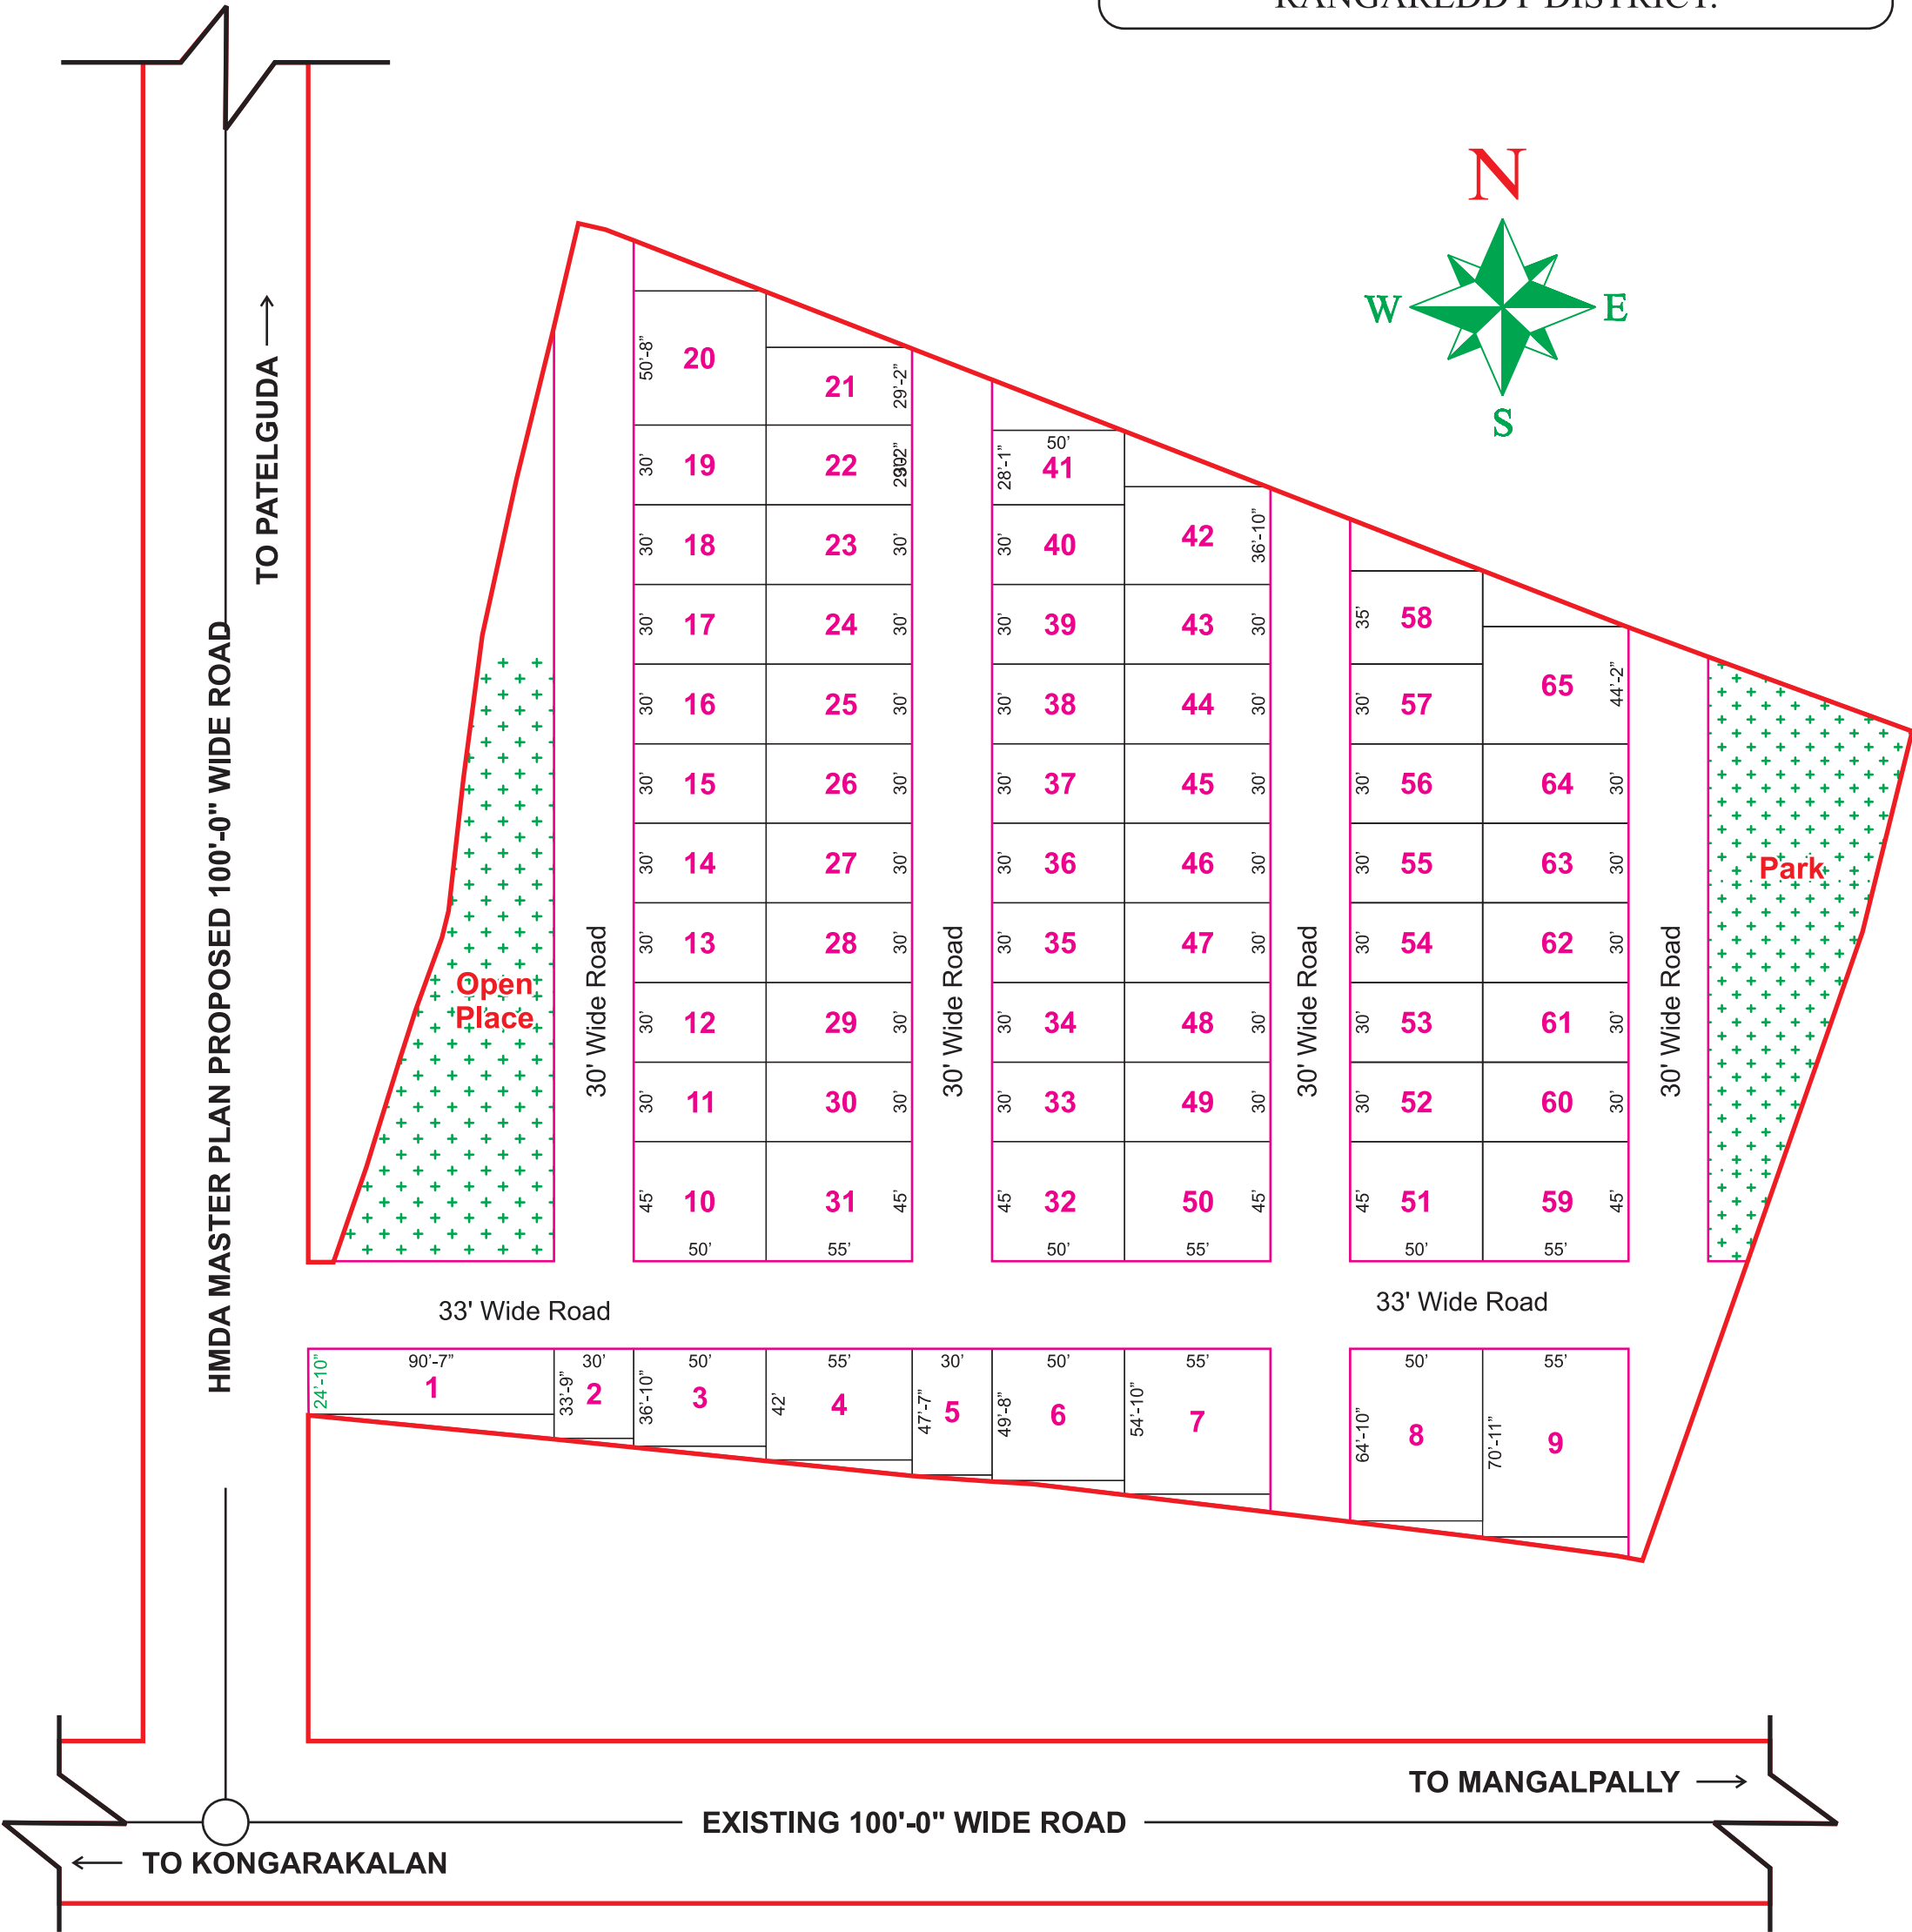 RANGAREDDY DISTRICT.
N
W
E
S
TO PATELGUDA
HMDA MASTER PLAN PROPOSED 100'-0" WIDE ROAD
50'-8" 20
21 29'-2"
30' 19 22
30' 18 23 30'
30' 17 24 30'
30' 16 25 30'
30' 15 26 30'
30' 14 27 30'
30' 13 28 30'
30' 12 29 30'
30' 11 30 30'
45' 10 31 45'
50' 55'
50'
28'-1" 41
30' 40 42 36'-10"
30' 39 43 30'
30' 38 44 30'
30' 37 45 30'
30' 36 46 30'
30' 35 47 30'
30' 34 48 30'
30' 33 49 30'
45' 32 50 45'
50' 55'
35' 58
30' 57 65 44'-2"
30' 56 64 30'
30' 55 63 30'
30' 54 62 30'
30' 53 61 30'
30' 52 60 30'
45' 51 59 45'
50' 55'
Open
Place
Park
30' Wide Road
30' Wide Road
30' Wide Road
30' Wide Road
33' Wide Road
33' Wide Road
90'-7" 30' 50' 55' 30' 50' 55' 50' 55'
24'-10" 1
33'-9" 2
36'-10" 3
42' 4
47'-7" 5
49'-8" 6
54'-10" 7
64'-10" 8
70'-11" 9
TO MANGALPALLY
EXISTING 100'-0" WIDE ROAD
TO KONGARAKALAN